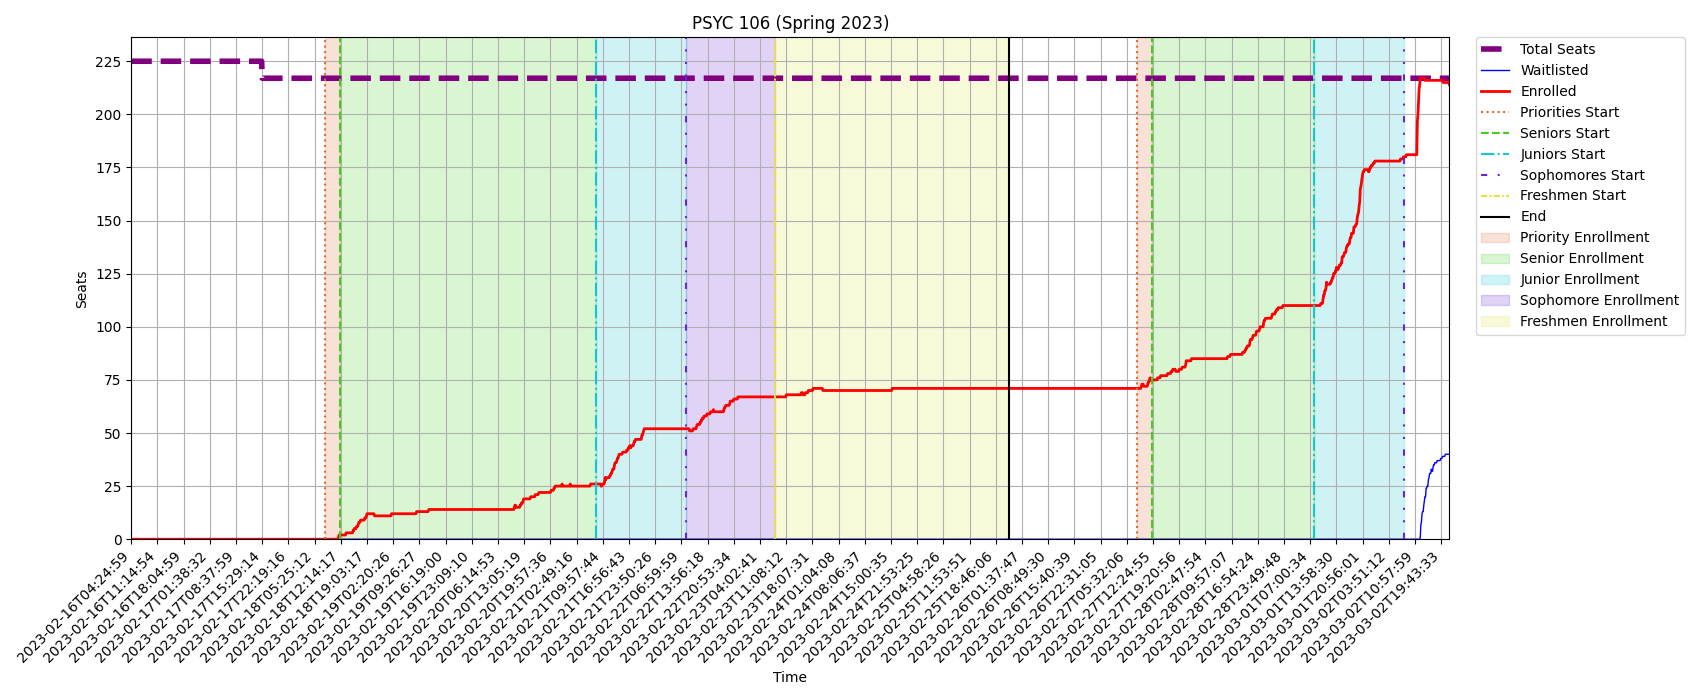 PSYC 106 (Spring 2023)
Total Seats
Waitlisted
Enrolled
Priorities Start
Seniors Start
Juniors Start
Sophomores Start
Freshmen Start
End
Priority Enrollment
Senior Enrollment
Junior Enrollment
Sophomore Enrollment
Freshmen Enrollment
Seats
225
200
175
150
125
100
75
50
25
0
2023-02-16T04:24:59
2023-02-16T11:14:54
2023-02-16T18:04:59
2023-02-17T01:38:32
2023-02-17T08:37:59
2023-02-17T15:29:14
2023-02-17T22:19:16
2023-02-18T05:25:12
2023-02-18T12:14:17
2023-02-18T19:03:17
2023-02-19T02:20:26
2023-02-19T09:26:27
2023-02-19T16:19:00
2023-02-19T23:09:10
2023-02-20T06:14:53
2023-02-20T13:05:19
2023-02-20T19:57:36
2023-02-21T02:49:16
2023-02-21T09:57:44
2023-02-21T16:56:43
2023-02-21T23:50:26
2023-02-22T06:59:59
2023-02-22T13:56:18
2023-02-22T20:53:34
2023-02-23T04:02:41
2023-02-23T11:08:12
2023-02-23T18:07:31
2023-02-24T01:04:08
2023-02-24T08:06:37
2023-02-24T15:00:35
2023-02-24T21:53:25
2023-02-25T04:58:26
2023-02-25T11:53:51
2023-02-25T18:46:06
2023-02-26T01:37:47
2023-02-26T08:49:30
2023-02-26T15:40:39
2023-02-26T22:31:05
2023-02-27T05:32:06
2023-02-27T12:24:55
2023-02-27T19:20:56
2023-02-28T02:47:54
2023-02-28T09:57:07
2023-02-28T16:54:24
2023-02-28T23:49:48
2023-03-01T07:00:34
2023-03-01T13:58:30
2023-03-01T20:56:01
2023-03-02T03:51:12
2023-03-02T10:57:59
2023-03-02T19:43:33
Time